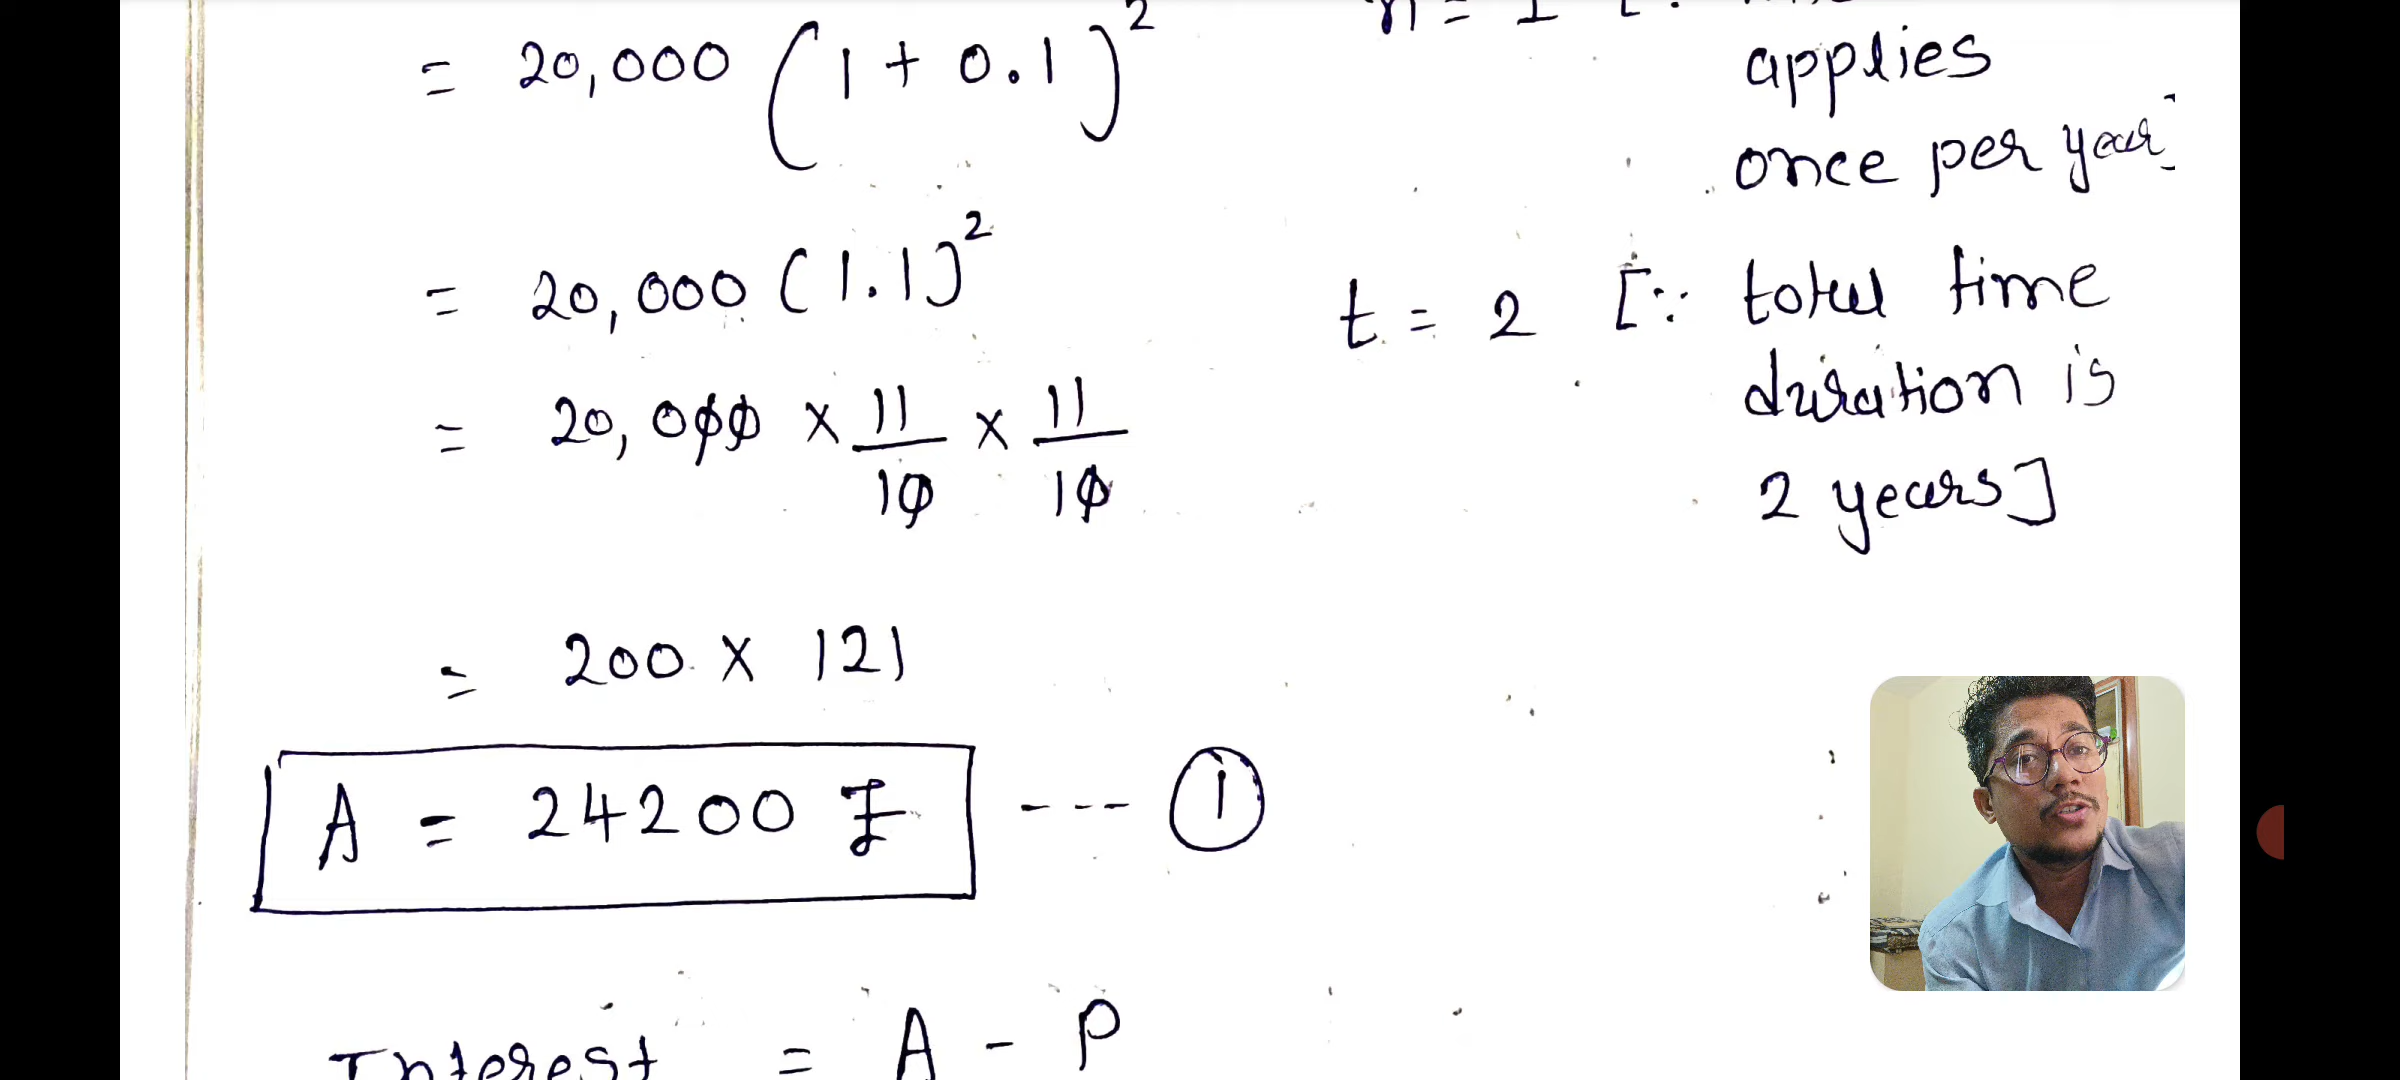 = 20,000 (1 + 0.1)²
= 20,000 (1.1)²
= 20,000 × 11/10 × 11/10
= 200 × 121
A = 24200 ₹ --- ①
Interest = A - P
n = 1 [∵
applies
once per year]
t = 2 [∵ total time
duration is
2 years]